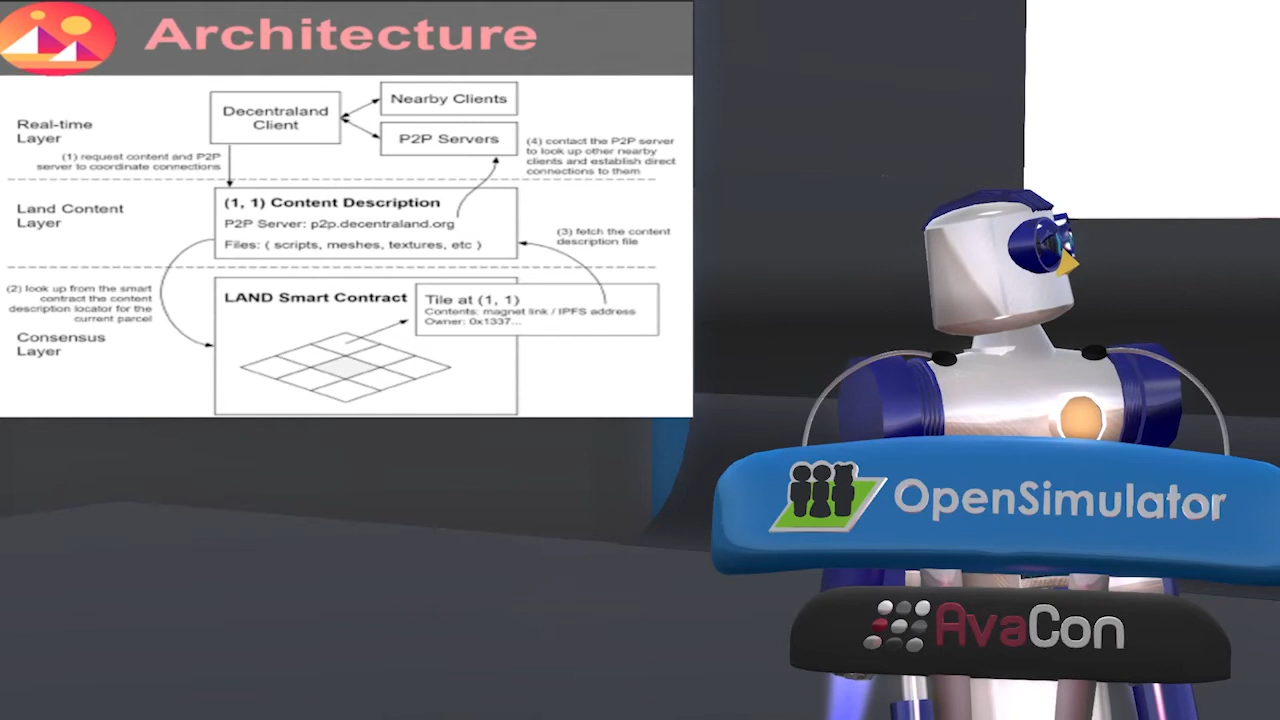 Architecture
Decentraland
Client
Nearby Clients
P2P Servers
Real-time
Layer
(1) request content and P2P
server to coordinate connections
(4) contact the P2P server
to look up other nearby
clients and establish direct
connections to them
Land Content
Layer
(1, 1) Content Description
P2P Server: p2p.decentraland.org
Files: ( scripts, meshes, textures, etc )
(3) fetch the content
description file
(2) look up from the smart
contract the content
description locator for the
current parcel
Consensus
Layer
LAND Smart Contract
Tile at (1, 1)
Contents: magnet link / IPFS address
Owner: 0x1337...
OpenSimulator
AvaCon